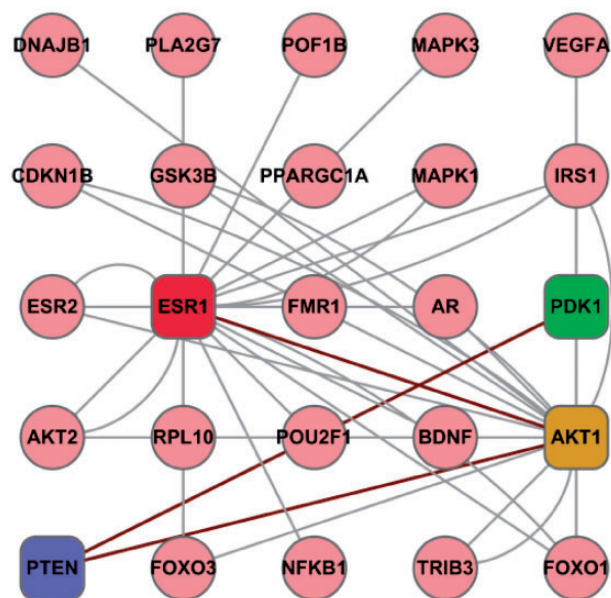 DNAJB1 PLA2G7 POF1B MAPK3 VEGFA
CDKN1B GSK3B PPARGC1A MAPK1 IRS1
ESR2 ESR1 FMR1 AR PDK1
AKT2 RPL10 POU2F1 BDNF AKT1
PTEN FOXO3 NFKB1 TRIB3 FOXO1